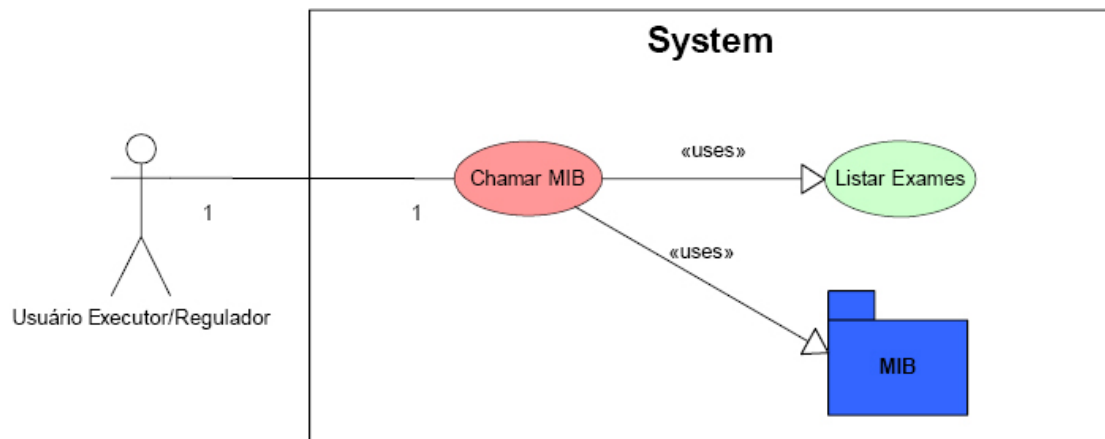 System
«uses»
Chamar MIB
Listar Exames
1
1
«uses»
Usuário Executor/Regulador
MIB